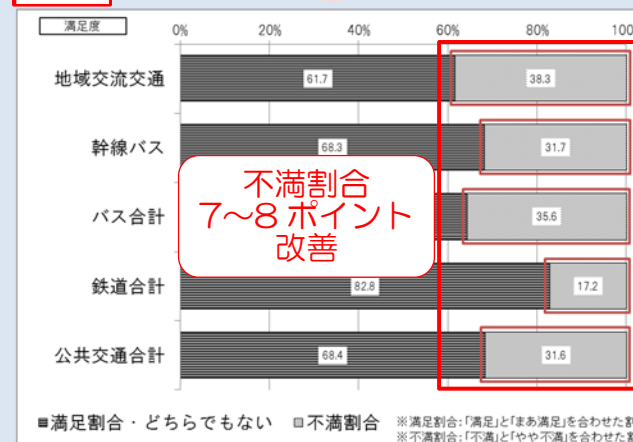 満足度
0% 20% 40% 60% 80% 100
地域交流交通 61.7 38.3
幹線バス 68.3 31.7
不満割合
7～8 ポイント
改善
バス合計 35.6
鉄道合計 82.8 17.2
公共交通合計 68.4 31.6
満足割合・どちらでもない 不満割合 ※満足割合：「満足」と「まあ満足」を合わせた割
※不満割合：「不満」と「やや不満」を合わせた割